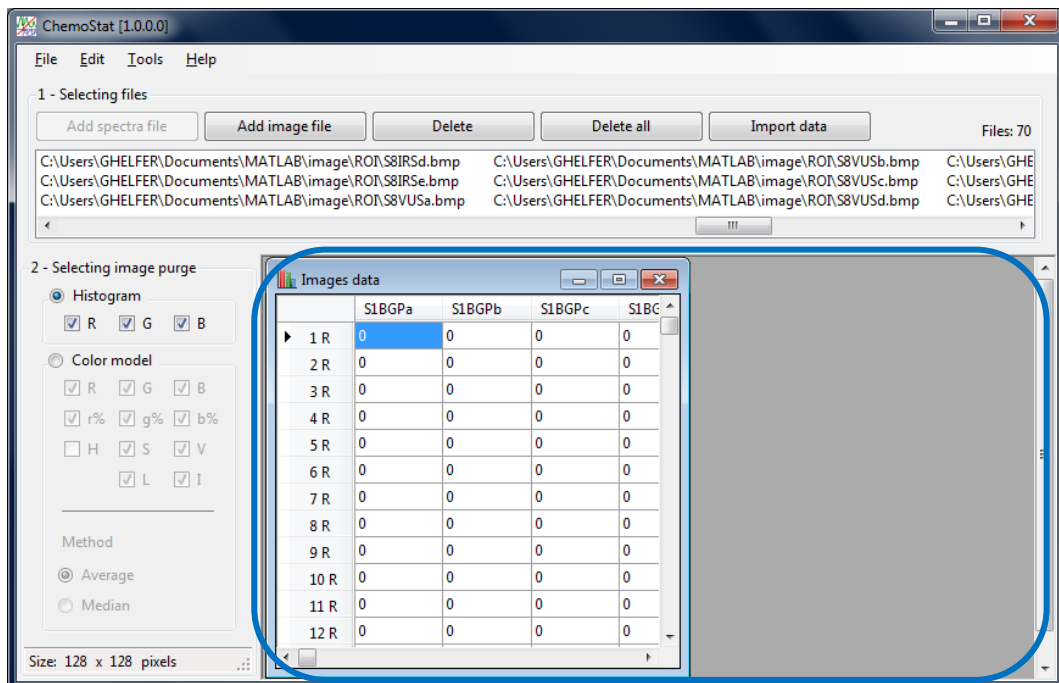 ChemoStat [1.0.0.0]
File Edit Tools Help
1 - Selecting files
Add spectra file Add image file Delete Delete all Import data Files: 70
C:\Users\GHELFER\Documents\MATLAB\image\ROI\S8IRSd.bmp C:\Users\GHELFER\Documents\MATLAB\image\ROI\S8VUSb.bmp C:\Users\GHE
C:\Users\GHELFER\Documents\MATLAB\image\ROI\S8IRSe.bmp C:\Users\GHELFER\Documents\MATLAB\image\ROI\S8VUSc.bmp C:\Users\GHE
C:\Users\GHELFER\Documents\MATLAB\image\ROI\S8VUSa.bmp C:\Users\GHELFER\Documents\MATLAB\image\ROI\S8VUSd.bmp C:\Users\GHE
2 - Selecting image purge
Histogram
R G B
Color model
R G B
r% g% b%
H S V
L I
Method
Average
Median
Size: 128 x 128 pixels
Images data
S1BGPa S1BGPb S1BGPc S1BG
1 R 0 0 0 0
2 R 0 0 0 0
3 R 0 0 0 0
4 R 0 0 0 0
5 R 0 0 0 0
6 R 0 0 0 0
7 R 0 0 0 0
8 R 0 0 0 0
9 R 0 0 0 0
10 R 0 0 0 0
11 R 0 0 0 0
12 R 0 0 0 0